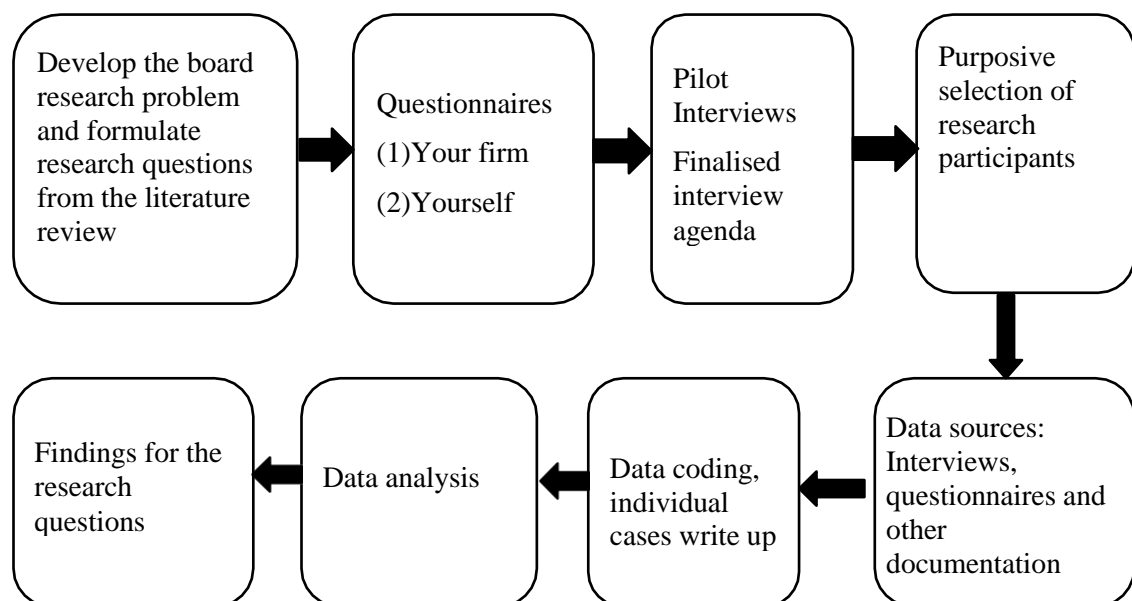 Develop the board
research problem
and formulate
research questions
from the literature
review
Questionnaires
(1)Your firm
(2)Yourself
Pilot
Interviews
Finalised
interview
agenda
Purposive
selection of
research
participants
Data sources:
Interviews,
questionnaires and
other
documentation
Data coding,
individual
cases write up
Data analysis
Findings for the
research
questions